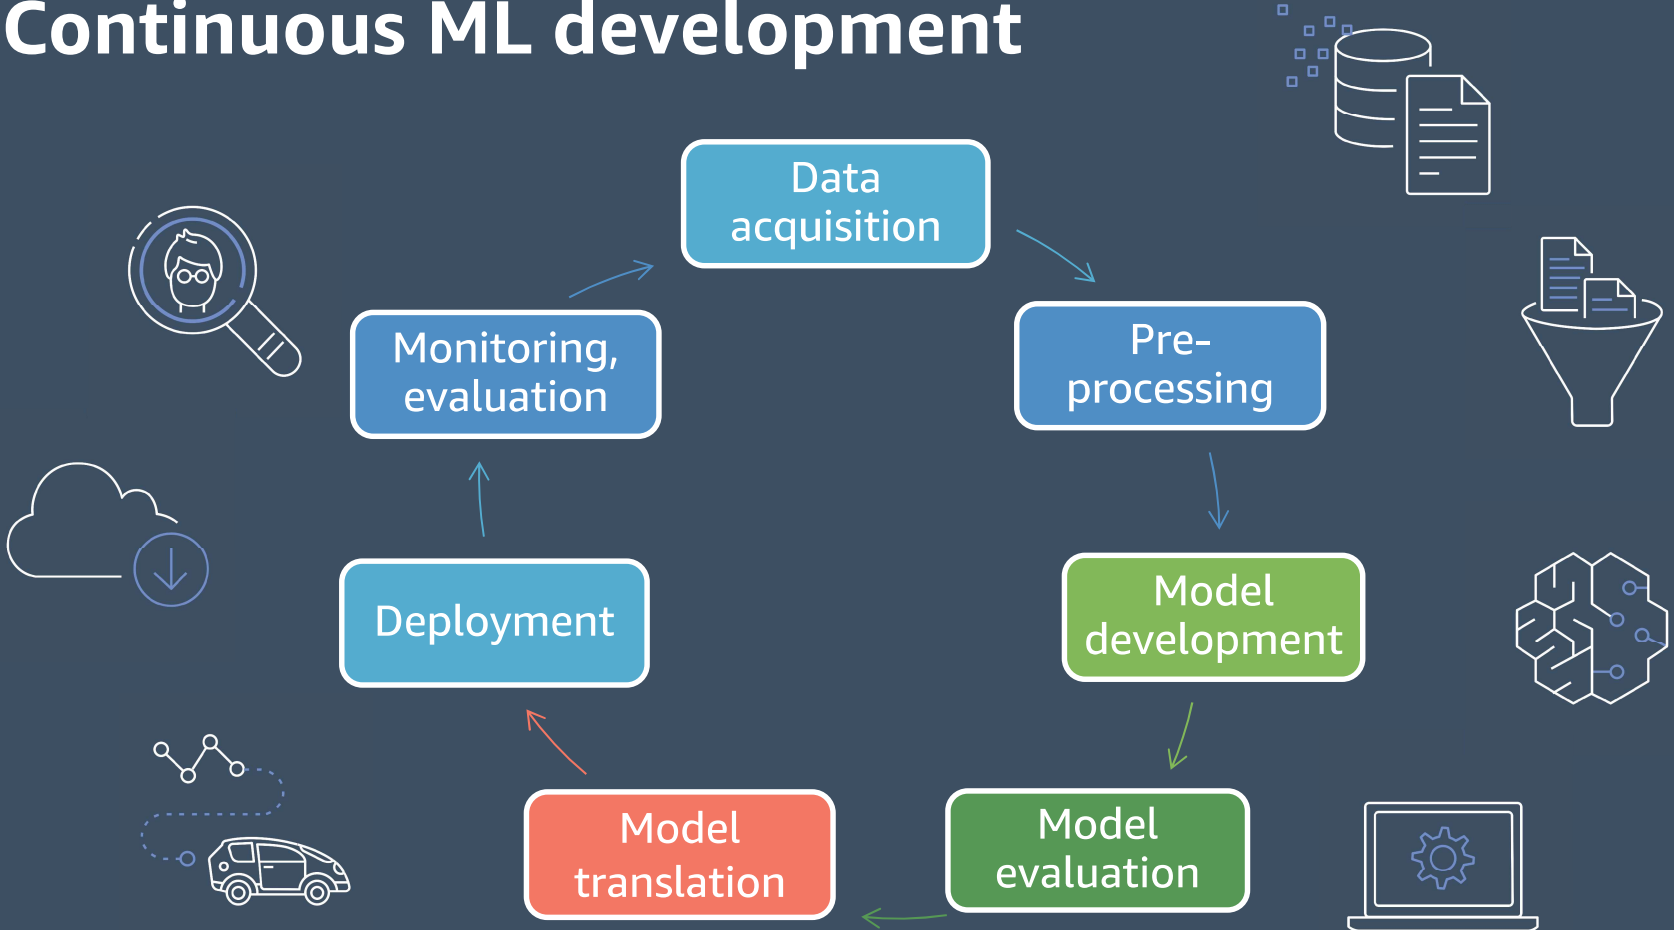 Continuous ML development
Data
acquisition
Pre-
processing
Model
development
Model
evaluation
Model
translation
Deployment
Monitoring,
evaluation